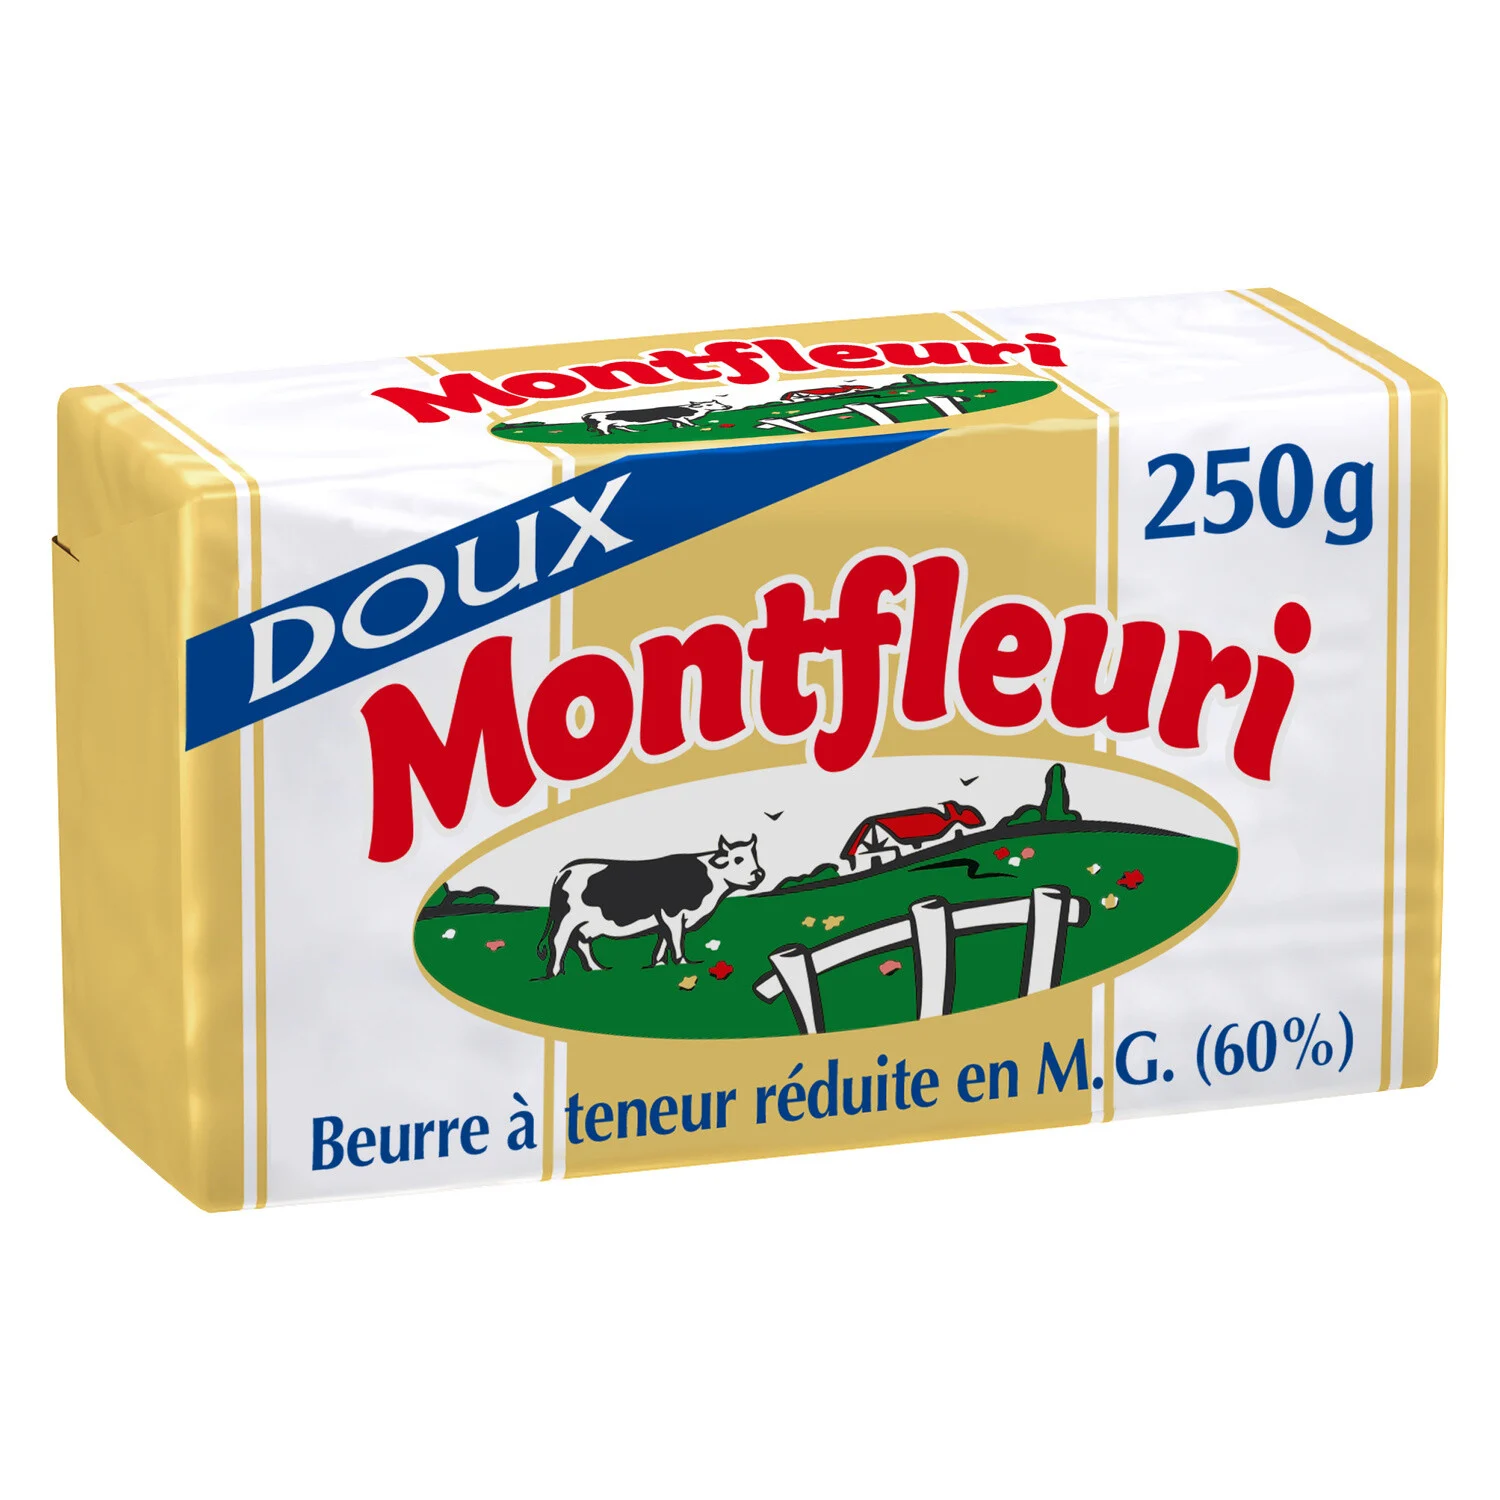 Montfleuri
DOUX
250g
Montfleuri
Beurre à teneur réduite en M.G. (60%)